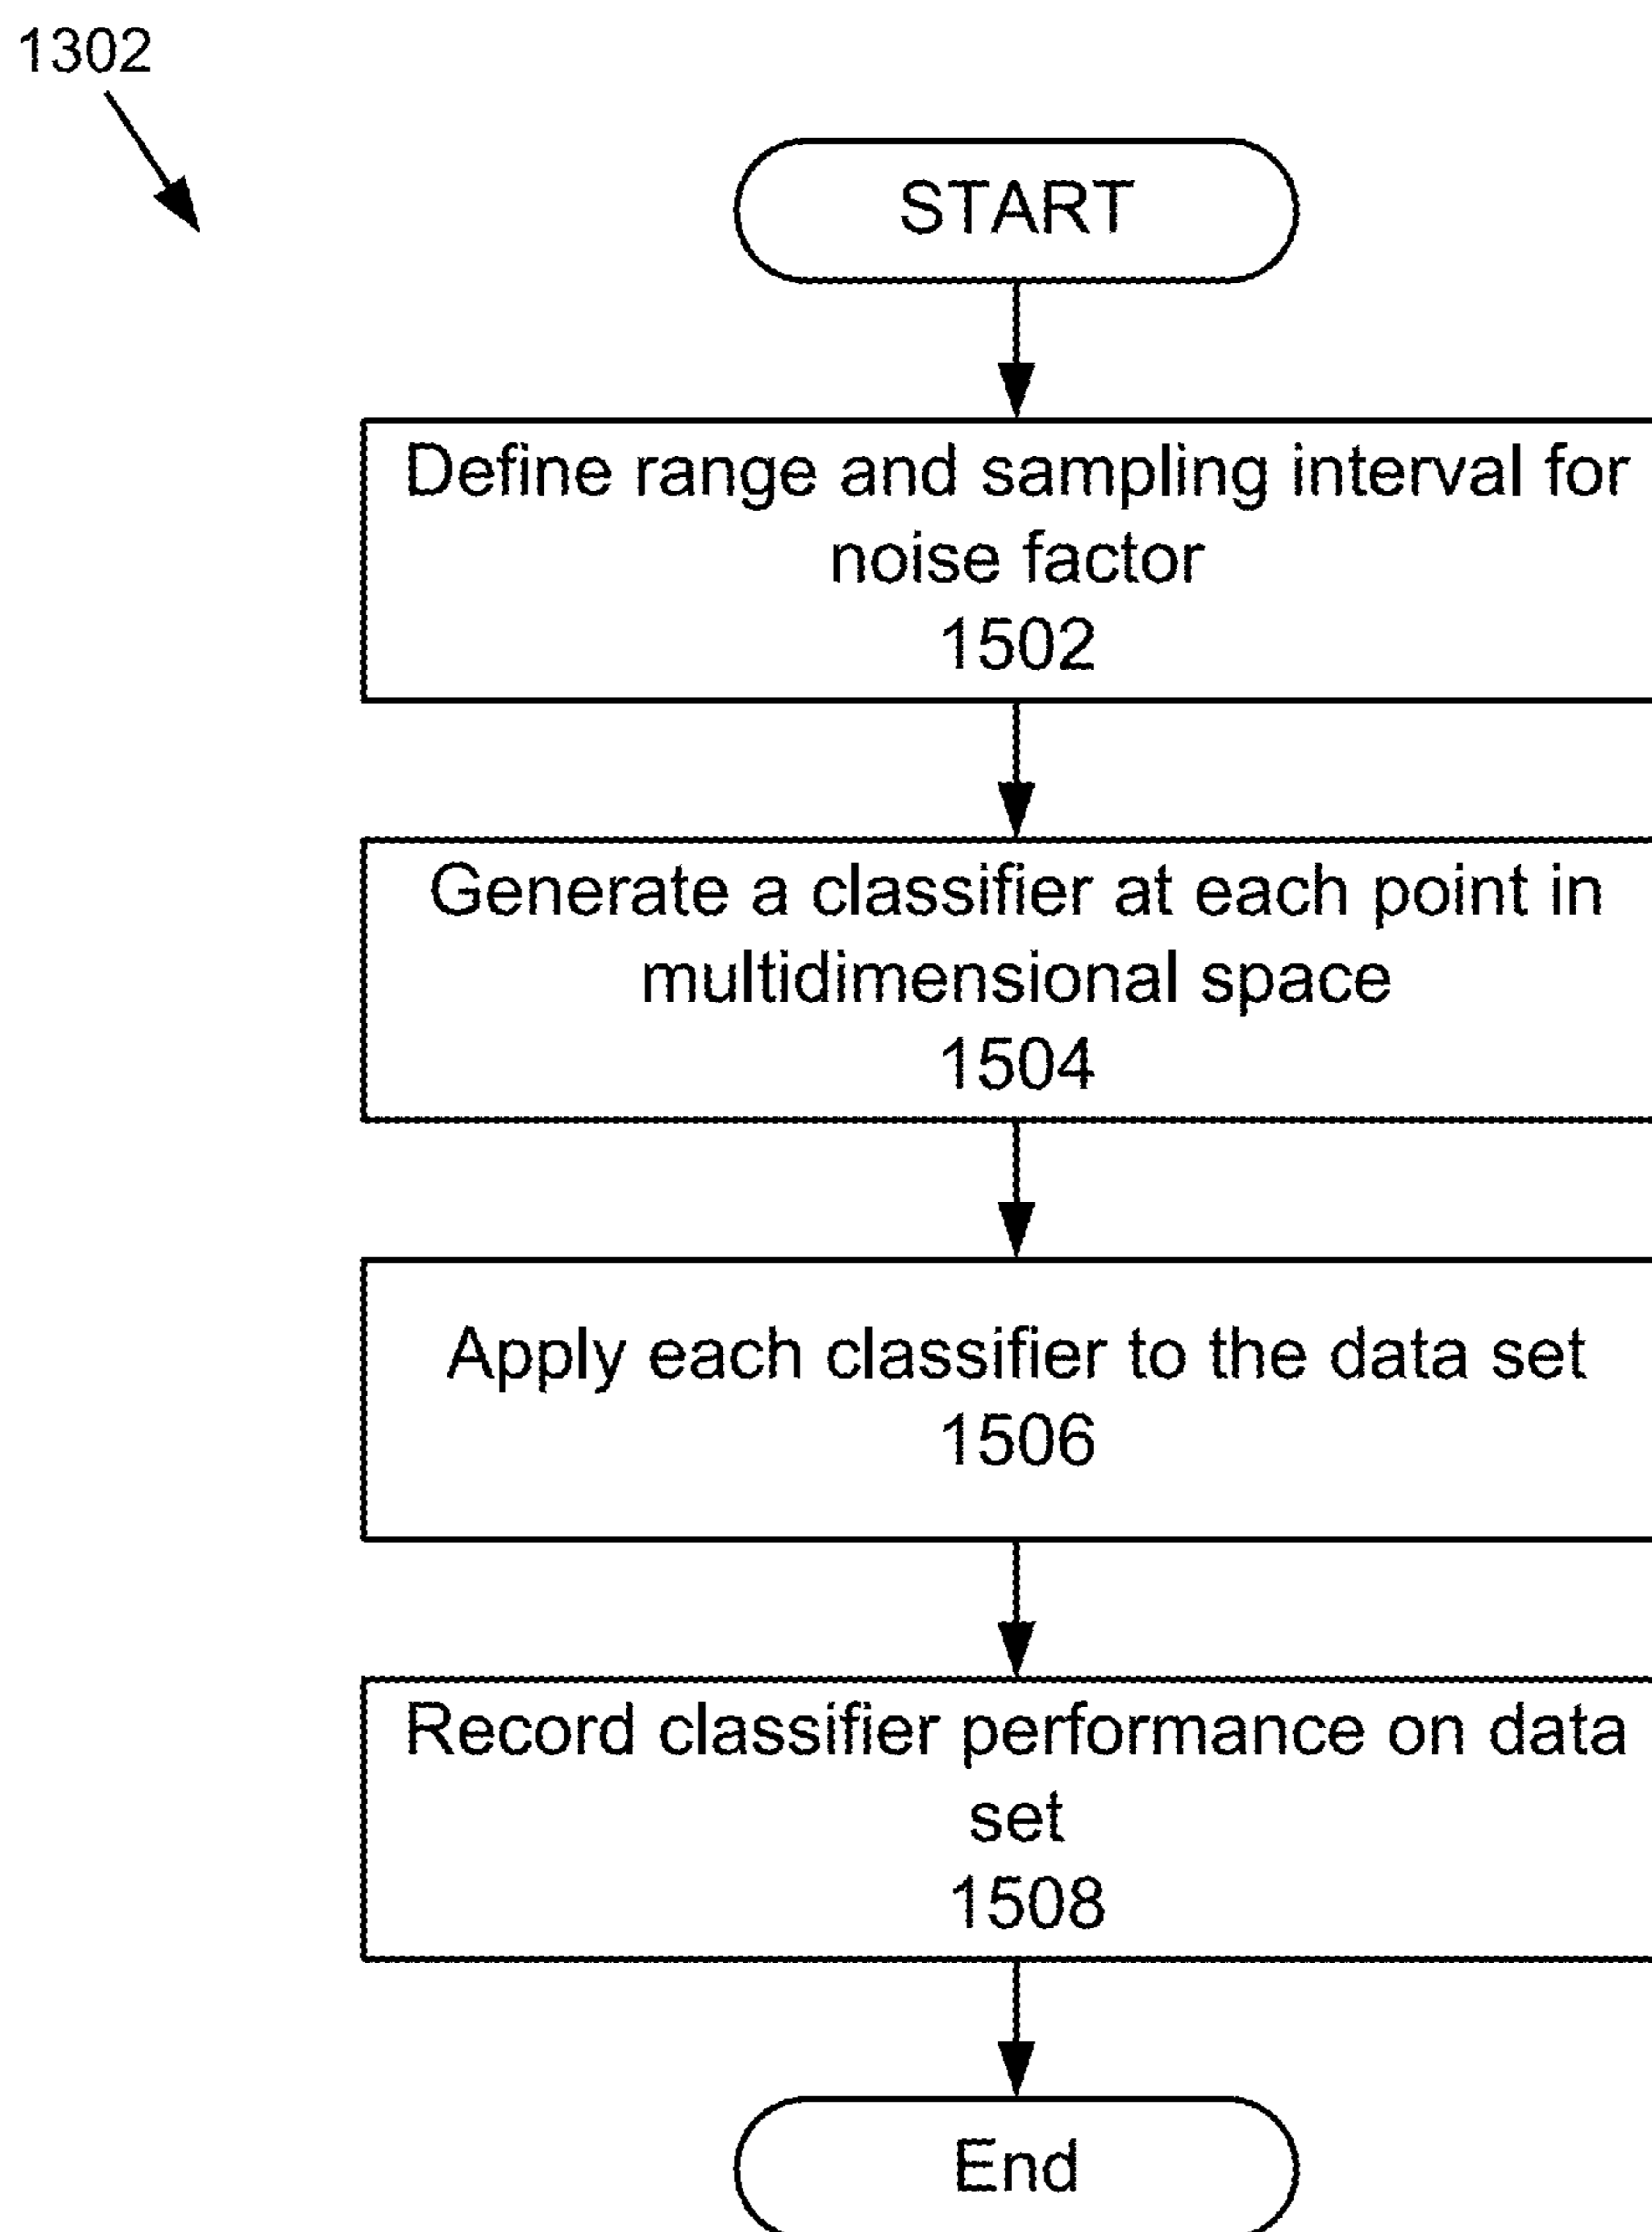 1302
START
Define range and sampling interval for
noise factor
1502
Generate a classifier at each point in
multidimensional space
1504
Apply each classifier to the data set
1506
Record classifier performance on data
set
1508
End